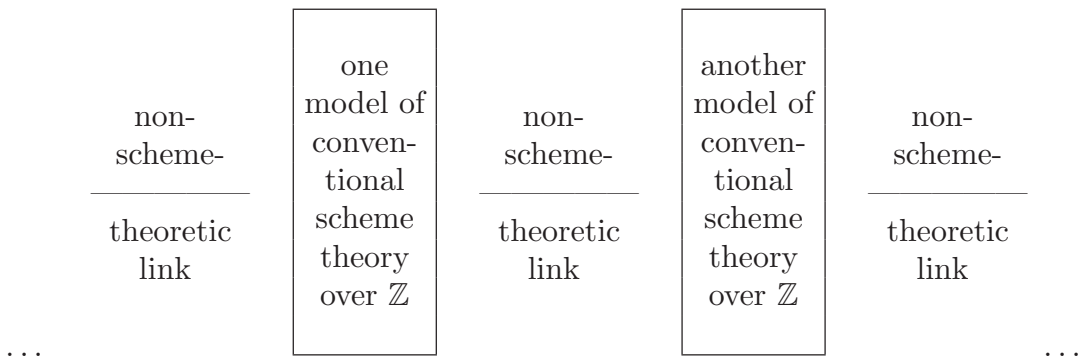 non-
scheme-
theoretic
link
one
model of
conven-
tional
scheme
theory
over ℤ
non-
scheme-
theoretic
link
another
model of
conven-
tional
scheme
theory
over ℤ
non-
scheme-
theoretic
link
...
...